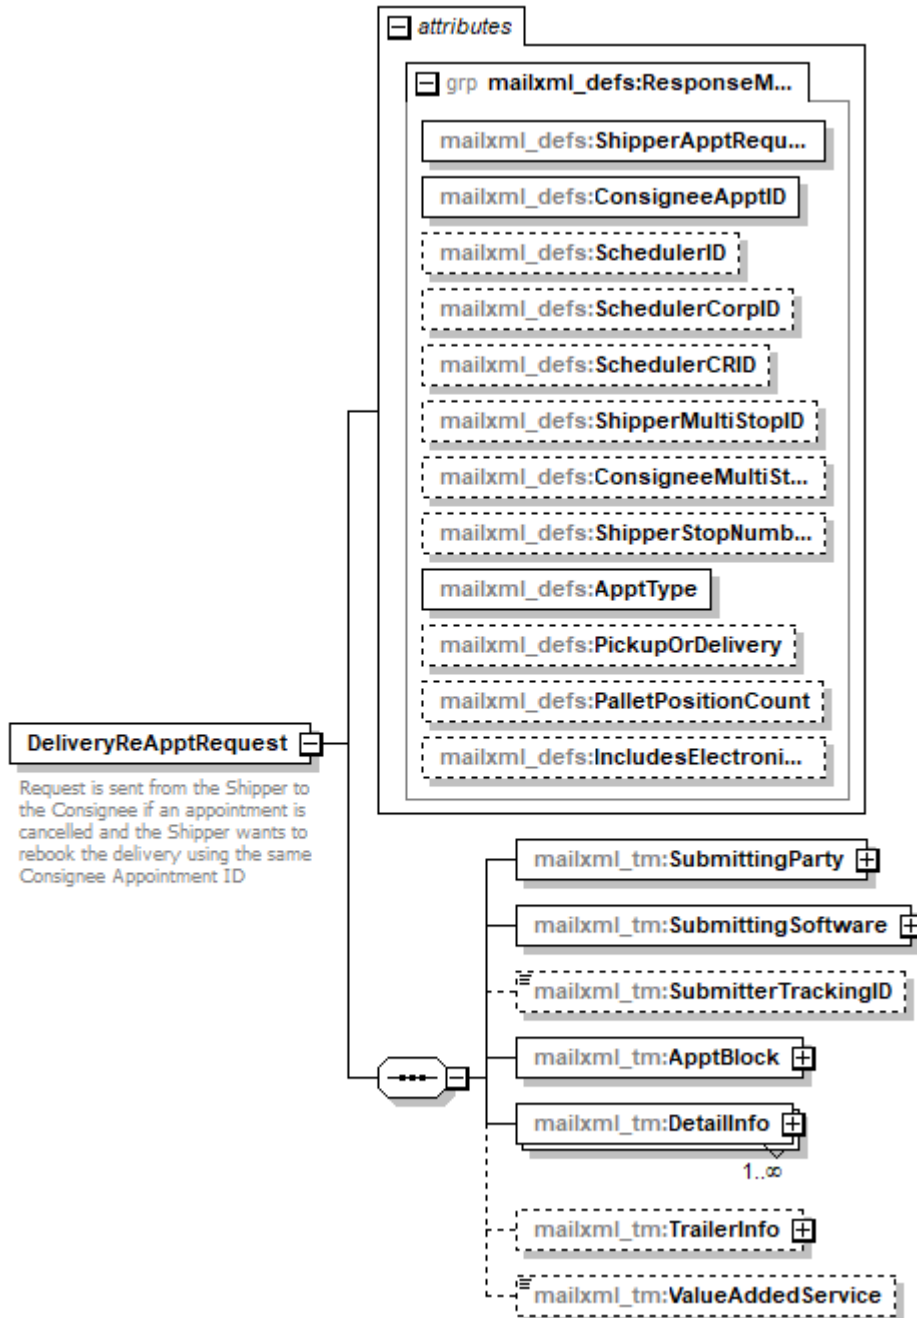 attributes
grp mailxml_defs:ResponseM...
mailxml_defs:ShipperApptRequ...
mailxml_defs:ConsigneeApptID
mailxml_defs:SchedulerID
mailxml_defs:SchedulerCorpID
mailxml_defs:SchedulerCRID
mailxml_defs:ShipperMultiStopID
mailxml_defs:ConsigneeMultiSt...
mailxml_defs:ShipperStopNumb...
mailxml_defs:ApptType
mailxml_defs:PickupOrDelivery
mailxml_defs:PalletPositionCount
mailxml_defs:IncludesElectroni...
DeliveryReApptRequest
Request is sent from the Shipper to
the Consignee if an appointment is
cancelled and the Shipper wants to
rebook the delivery using the same
Consignee Appointment ID
mailxml_tm:SubmittingParty
mailxml_tm:SubmittingSoftware
mailxml_tm:SubmitterTrackingID
mailxml_tm:ApptBlock
mailxml_tm:DetailInfo
1..∞
mailxml_tm:TrailerInfo
mailxml_tm:ValueAddedService